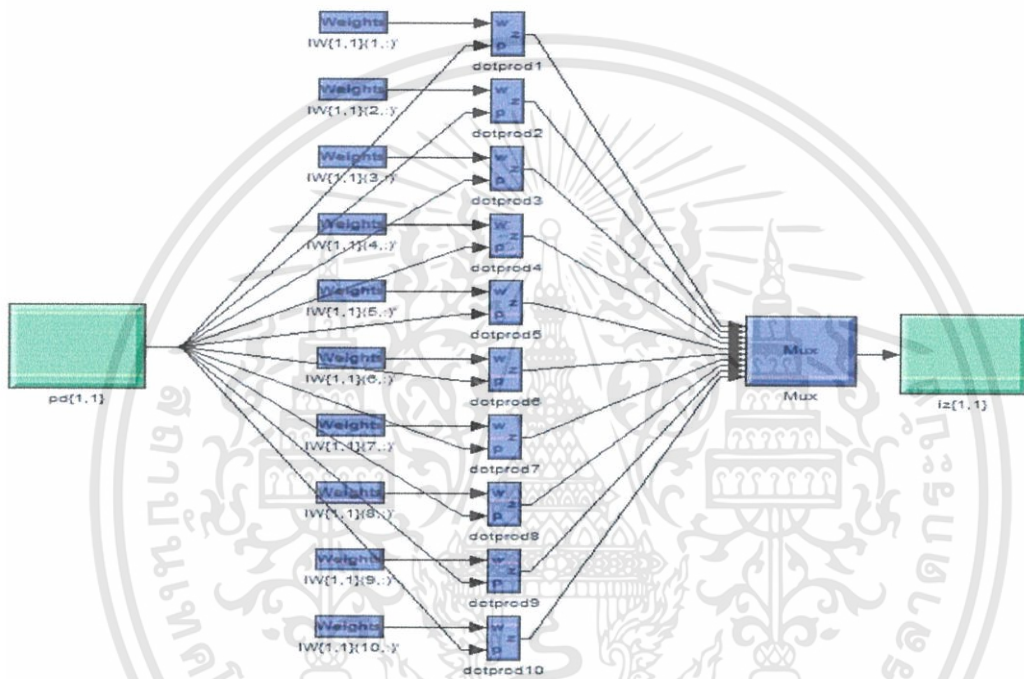 Weights
IW{1,1}(1,:)'
w
p
z
dotprod1
Weights
IW{1,1}(2,:)'
w
p
z
dotprod2
Weights
IW{1,1}(3,:)'
w
p
z
dotprod3
Weights
IW{1,1}(4,:)'
w
p
z
dotprod4
Weights
IW{1,1}(5,:)'
w
p
z
dotprod5
Weights
IW{1,1}(6,:)'
w
p
z
dotprod6
Weights
IW{1,1}(7,:)'
w
p
z
dotprod7
Weights
IW{1,1}(8,:)'
w
p
z
dotprod8
Weights
IW{1,1}(9,:)'
w
p
z
dotprod9
Weights
IW{1,1}(10,:)'
w
p
z
dotprod10
pd{1,1}
Mux
Mux
iz{1,1}